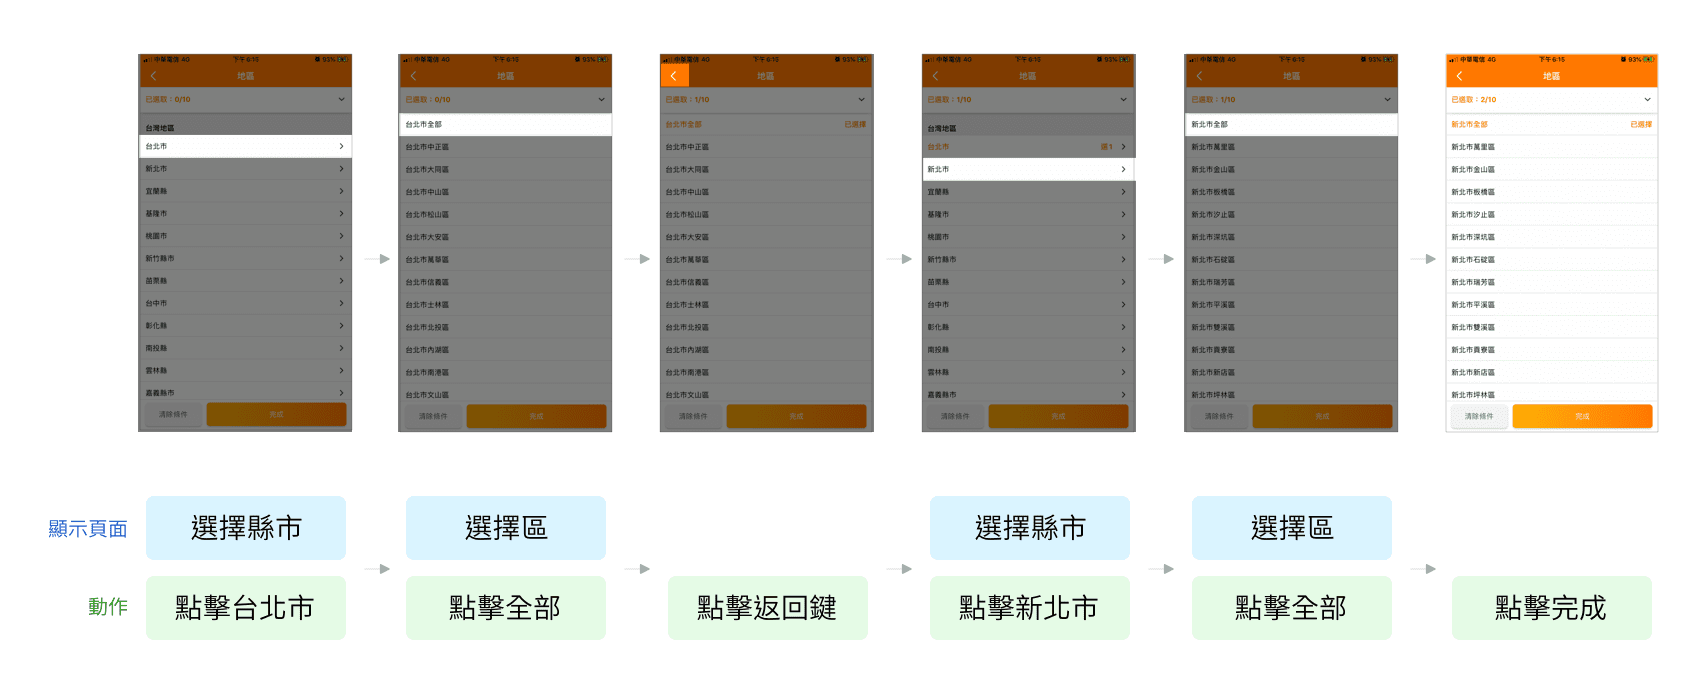 中華電信 4G 下午 6:15 93%
地區
已選取：0/10
台灣地區
台北市
新北市
宜蘭縣
基隆市
桃園市
新竹縣市
苗栗縣
台中市
彰化縣
南投縣
雲林縣
嘉義縣市
清除條件 完成
中華電信 4G 下午 6:15 93%
地區
已選取：0/10
台北市全部
台北市中正區
台北市大同區
台北市中山區
台北市松山區
台北市大安區
台北市萬華區
台北市信義區
台北市士林區
台北市北投區
台北市內湖區
台北市南港區
台北市文山區
清除條件 完成
中華電信 4G 下午 6:15 93%
地區
已選取：1/10
台北市全部 已選擇
台北市中正區
台北市大同區
台北市中山區
台北市松山區
台北市大安區
台北市萬華區
台北市信義區
台北市士林區
台北市北投區
台北市內湖區
台北市南港區
台北市文山區
清除條件 完成
中華電信 4G 下午 6:15 93%
地區
已選取：1/10
台灣地區
台北市 選1
新北市
宜蘭縣
基隆市
桃園市
新竹縣市
苗栗縣
台中市
彰化縣
南投縣
雲林縣
嘉義縣市
清除條件 完成
中華電信 4G 下午 6:15 93%
地區
已選取：1/10
新北市全部
新北市萬里區
新北市金山區
新北市板橋區
新北市汐止區
新北市深坑區
新北市石碇區
新北市瑞芳區
新北市平溪區
新北市雙溪區
新北市貢寮區
新北市新店區
新北市坪林區
清除條件 完成
中華電信 4G 下午 6:15 93%
地區
已選取：2/10
新北市全部 已選擇
新北市萬里區
新北市金山區
新北市板橋區
新北市汐止區
新北市深坑區
新北市石碇區
新北市瑞芳區
新北市平溪區
新北市雙溪區
新北市貢寮區
新北市新店區
新北市坪林區
清除條件 完成
顯示頁面 選擇縣市 選擇區 選擇縣市 選擇區
動作 點擊台北市 點擊全部 點擊返回鍵 點擊新北市 點擊全部 點擊完成